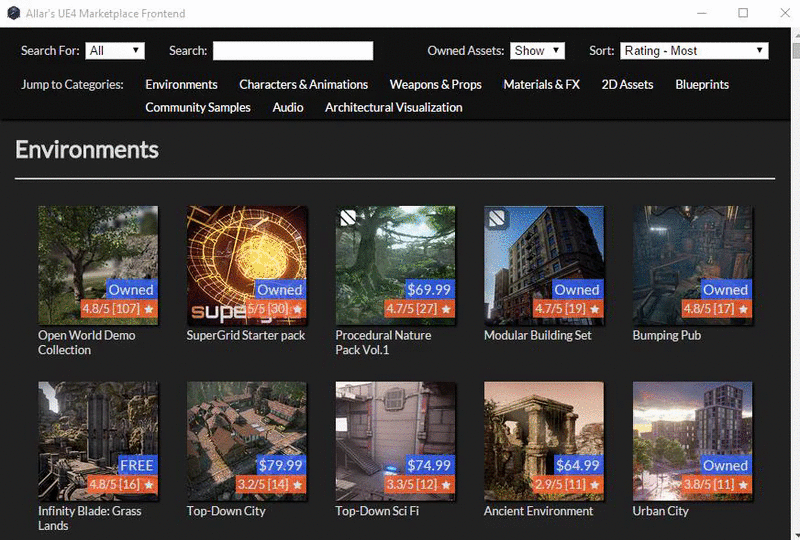 Allar's UE4 Marketplace Frontend
Search For: All Search: Owned Assets: Show Sort: Rating - Most
Jump to Categories: Environments Characters & Animations Weapons & Props Materials & FX 2D Assets Blueprints
Community Samples Audio Architectural Visualization
Environments
Owned Owned $69.99 Owned Owned
4.8/5 [107] ★ 5/5 [30] ★ 4.7/5 [27] ★ 4.7/5 [19] ★ 4.8/5 [17] ★
Open World Demo SuperGrid Starter pack Procedural Nature Modular Building Set Bumping Pub
Collection Pack Vol.1
FREE $79.99 $74.99 $64.99 Owned
4.8/5 [16] ★ 3.2/5 [14] ★ 3.3/5 [12] ★ 2.9/5 [11] ★ 3.8/5 [11] ★
Infinity Blade: Grass Top-Down City Top-Down Sci Fi Ancient Environment Urban City
Lands